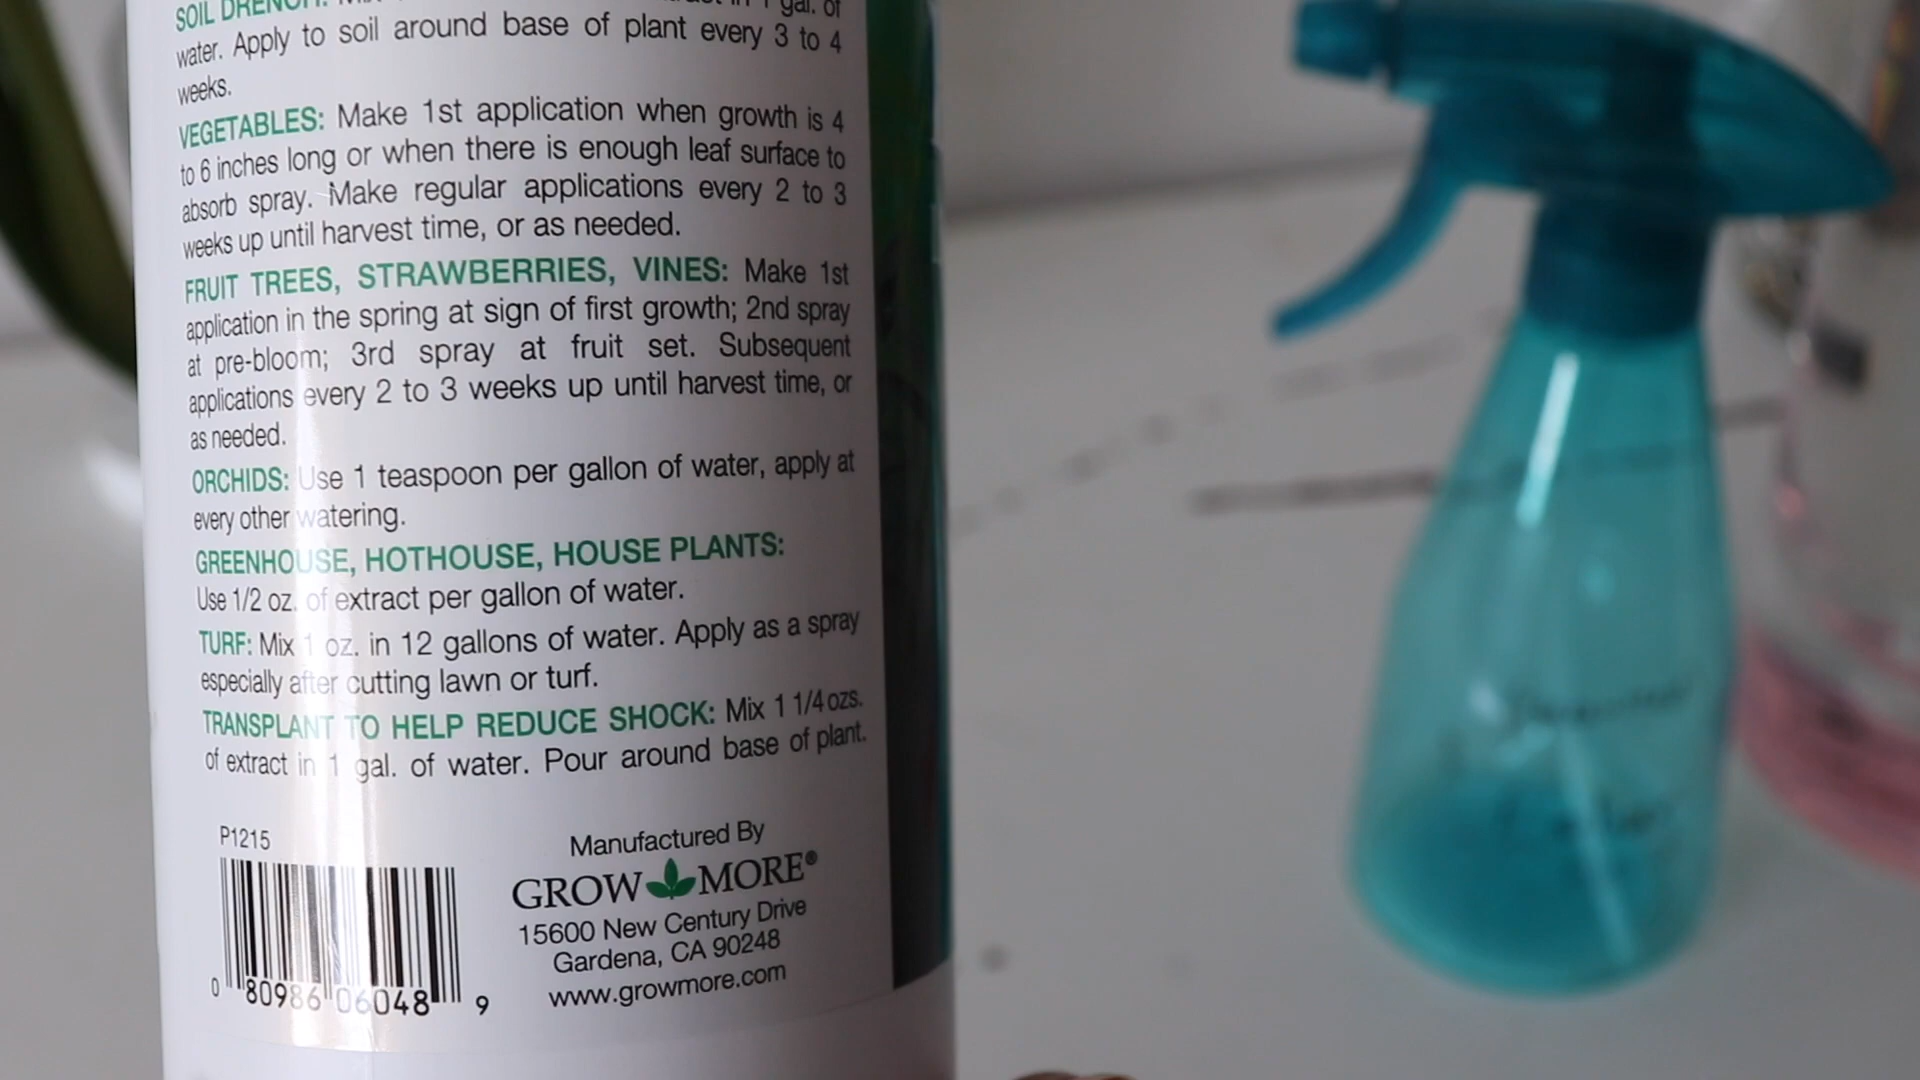 SOIL DRENCH: in 1 gal. of
water. Apply to soil around base of plant every 3 to 4
weeks.
VEGETABLES: Make 1st application when growth is 4
to 6 inches long or when there is enough leaf surface to
absorb spray. Make regular applications every 2 to 3
weeks up until harvest time, or as needed.
FRUIT TREES, STRAWBERRIES, VINES: Make 1st
application in the spring at sign of first growth; 2nd spray
at pre-bloom; 3rd spray at fruit set. Subsequent
applications every 2 to 3 weeks up until harvest time, or
as needed.
ORCHIDS: Use 1 teaspoon per gallon of water, apply at
every other watering.
GREENHOUSE, HOTHOUSE, HOUSE PLANTS:
Use 1/2 oz. of extract per gallon of water.
TURF: Mix 1 oz. in 12 gallons of water. Apply as a spray
especially after cutting lawn or turf.
TRANSPLANT TO HELP REDUCE SHOCK: Mix 1 1/4 ozs.
of extract in 1 gal. of water. Pour around base of plant.
P1215
0 80986 06048 9
Manufactured By
GROW MORE®
15600 New Century Drive
Gardena, CA 90248
www.growmore.com